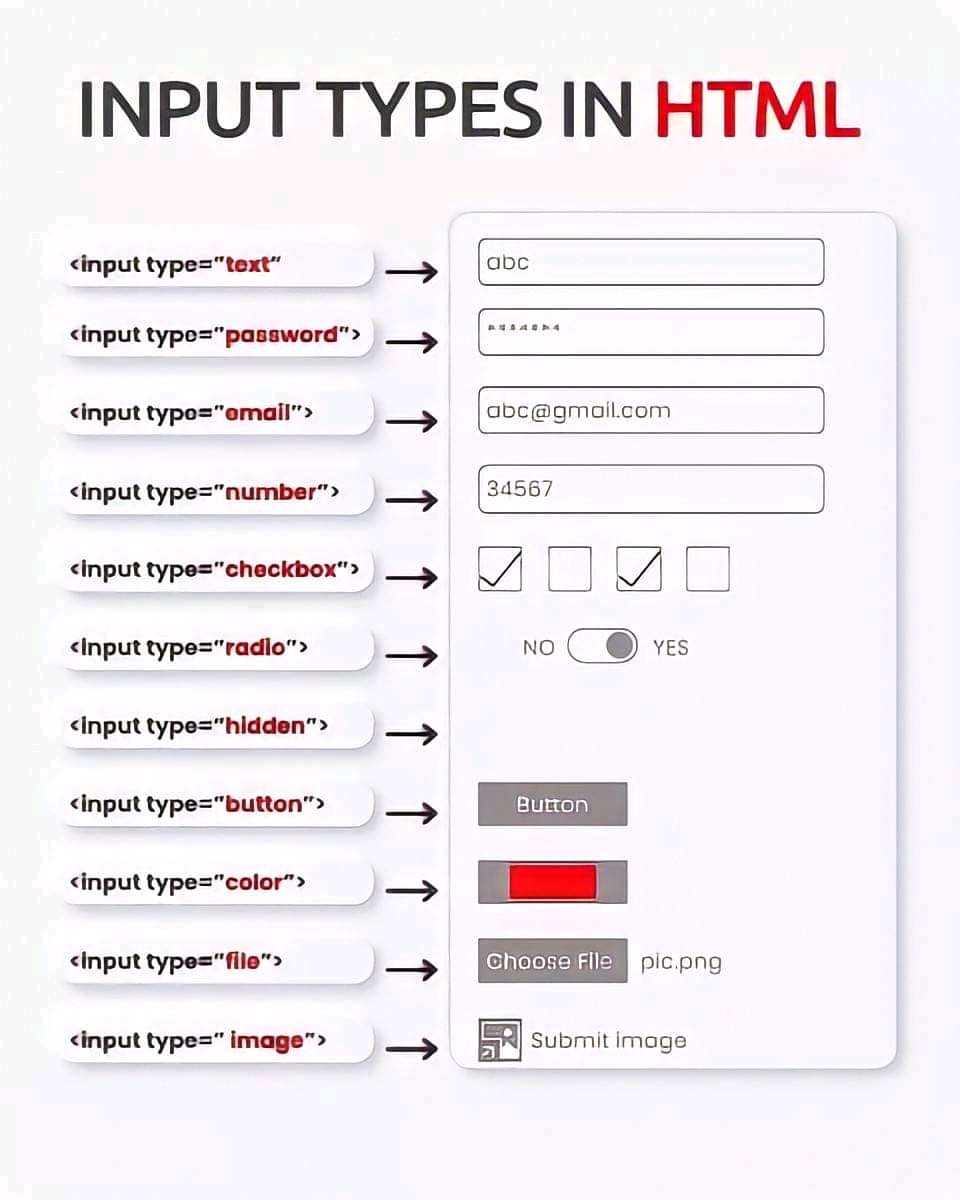 INPUT TYPES IN HTML
<input type="text"
abc
<input type="password">
<input type="email">
abc@gmail.com
<input type="number">
34567
<input type="checkbox">
<input type="radio">
NO YES
<input type="hidden">
<input type="button">
Button
<input type="color">
<input type="file">
Choose File pic.png
<input type=" image">
Submit Image